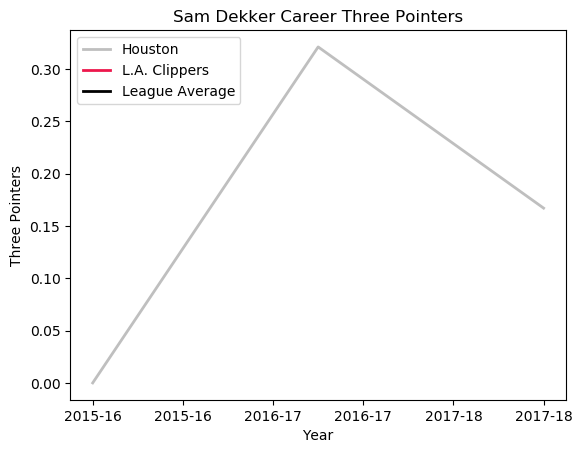 Sam Dekker Career Three Pointers
Houston
L.A. Clippers
League Average
Three Pointers
0.30
0.25
0.20
0.15
0.10
0.05
0.00
2015-16 2015-16 2016-17 2016-17 2017-18 2017-18
Year